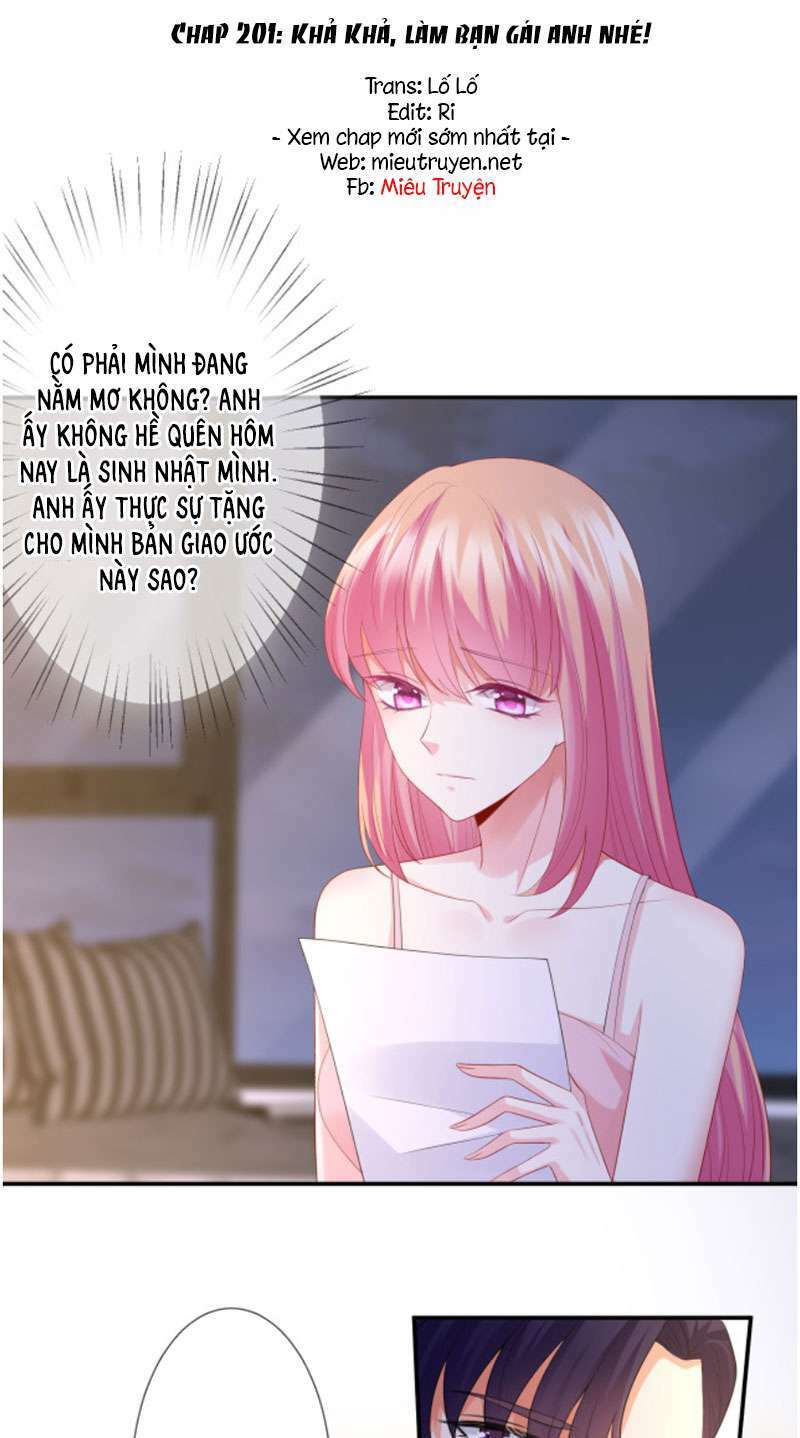 Chap 201: Khả Khả, làm bạn gái anh nhé!
Trans: Lố Lố
Edit: Ri
- Xem chap mới sớm nhất tại -
Web: mieutruyen.net
Fb: Miêu Truyện
CÓ PHẢI MÌNH ĐANG
NẰM MƠ KHÔNG? ANH
ẤY KHÔNG HỀ QUÊN HÔM
NAY LÀ SINH NHẬT MÌNH.
ANH ẤY THỰC SỰ TẶNG
CHO MÌNH BẢN GIAO ƯỚC
NÀY SAO?